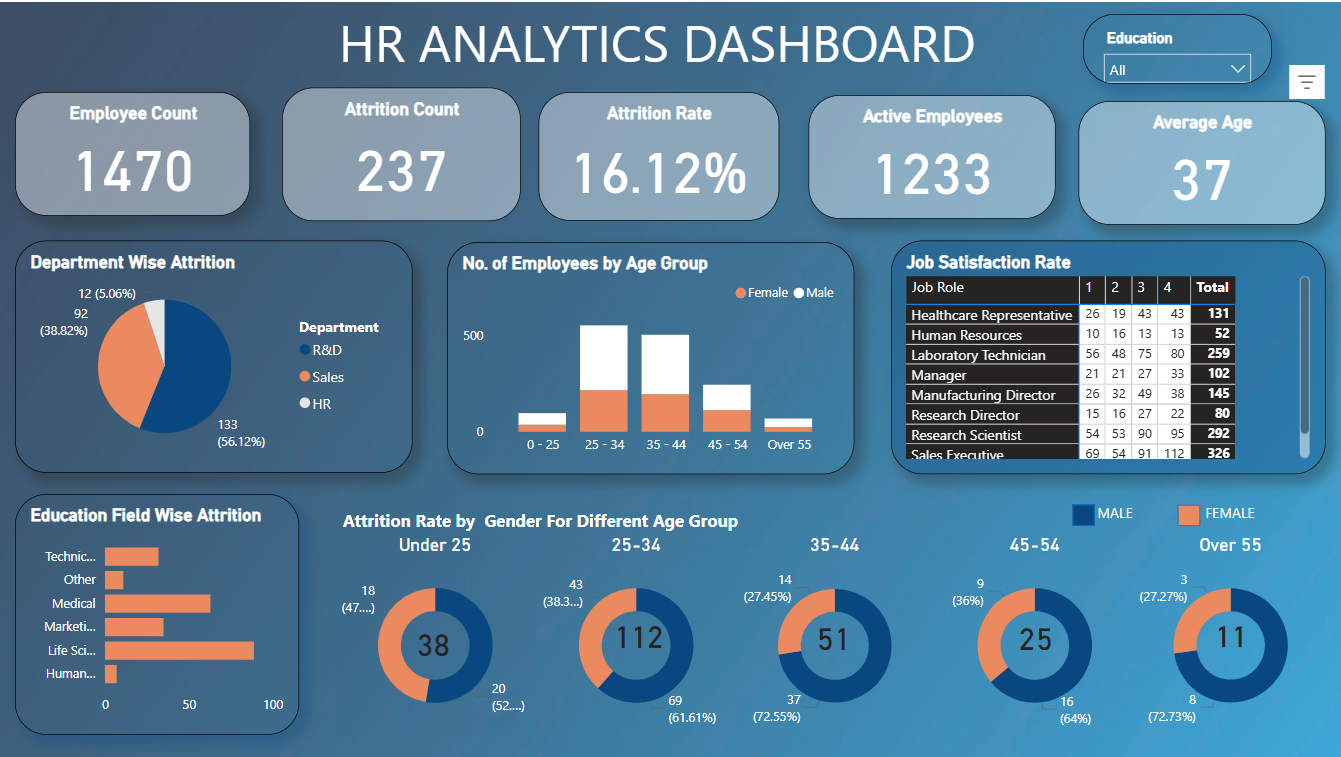 HR ANALYTICS DASHBOARD
Education
All
Employee Count
1470
Attrition Count
237
Attrition Rate
16.12%
Active Employees
1233
Average Age
37
Department Wise Attrition
12 (5.06%)
92
(38.82%)
133
(56.12%)
Department
R&D
Sales
HR
No. of Employees by Age Group
Female Male
500
0
0 - 25 25 - 34 35 - 44 45 - 54 Over 55
Job Satisfaction Rate
Job Role 1 2 3 4 Total
Healthcare Representative 26 19 43 43 131
Human Resources 10 16 13 13 52
Laboratory Technician 56 48 75 80 259
Manager 21 21 27 33 102
Manufacturing Director 26 32 49 38 145
Research Director 15 16 27 22 80
Research Scientist 54 53 90 95 292
Sales Executive 69 54 91 112 326
Education Field Wise Attrition
Technic...
Other
Medical
Marketi...
Life Sci...
Human...
0 50 100
Attrition Rate by Gender For Different Age Group
MALE FEMALE
Under 25
18
(47....)
38
20
(52....)
25-34
43
(38.3...)
112
69
(61.61%)
35-44
14
(27.45%)
51
37
(72.55%)
45-54
9
(36%)
25
16
(64%)
Over 55
3
(27.27%)
11
8
(72.73%)